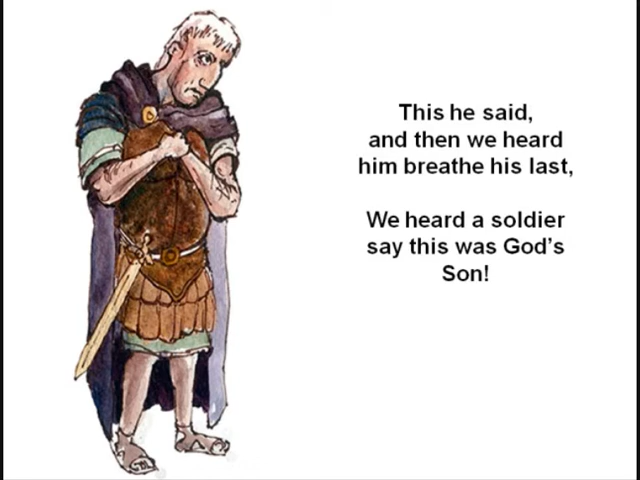 This he said,
and then we heard
him breathe his last,
We heard a soldier
say this was God's
Son!